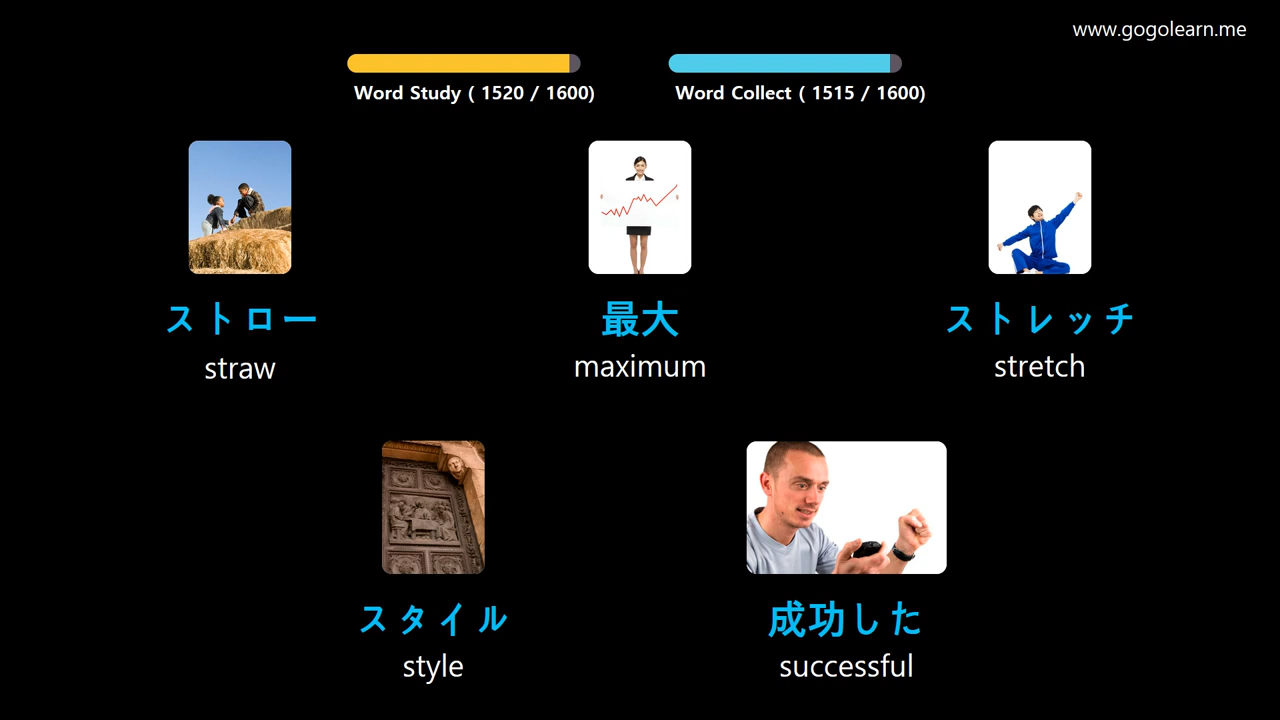 www.gogolearn.me
Word Study ( 1520 / 1600)
Word Collect ( 1515 / 1600)
ストロー
straw
最大
maximum
ストレッチ
stretch
スタイル
style
成功した
successful